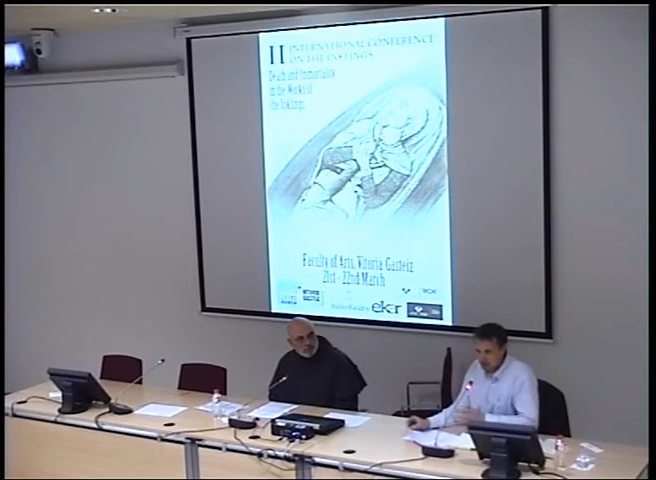 II INTERNATIONAL CONFERENCE
ON THE INKLINGS
Death and Immortality
in the Works of
the Inklings
Faculty of Arts, Vitoria-Gasteiz
21st - 22nd March
ekor